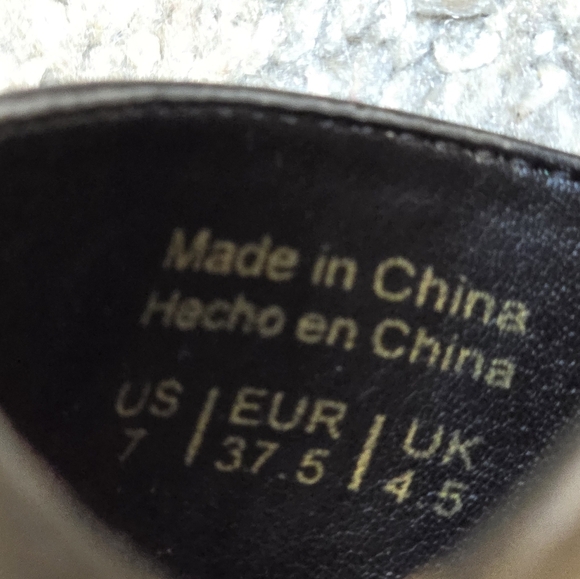 Made in China
Hecho en China
US | EUR | UK
7 | 37.5 | 4.5